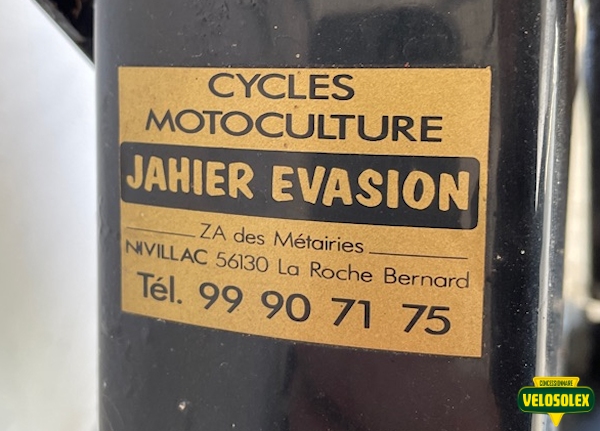 CYCLES
MOTOCULTURE
JAHIER EVASION
ZA des Métairies
NIVILLAC 56130 La Roche Bernard
Tél. 99 90 71 75
CONCESSIONNAIRE
VELOSOLEX